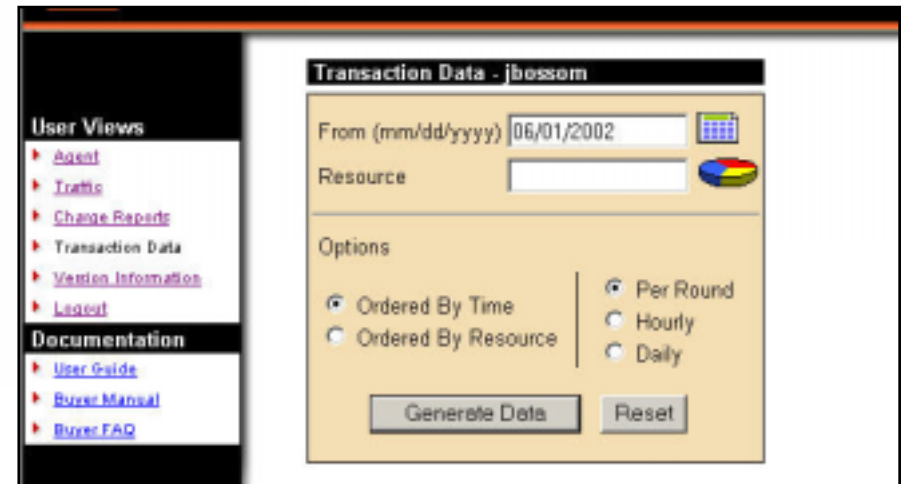 Transaction Data - jbossom
User Views
Agent
Traffic
Charge Reports
Transaction Data
Version Information
Logout
Documentation
User Guide
Buyer Manual
Buyer FAQ
From (mm/dd/yyyy) 06/01/2002
Resource
Options
Ordered By Time
Ordered By Resource
Per Round
Hourly
Daily
Generate Data Reset